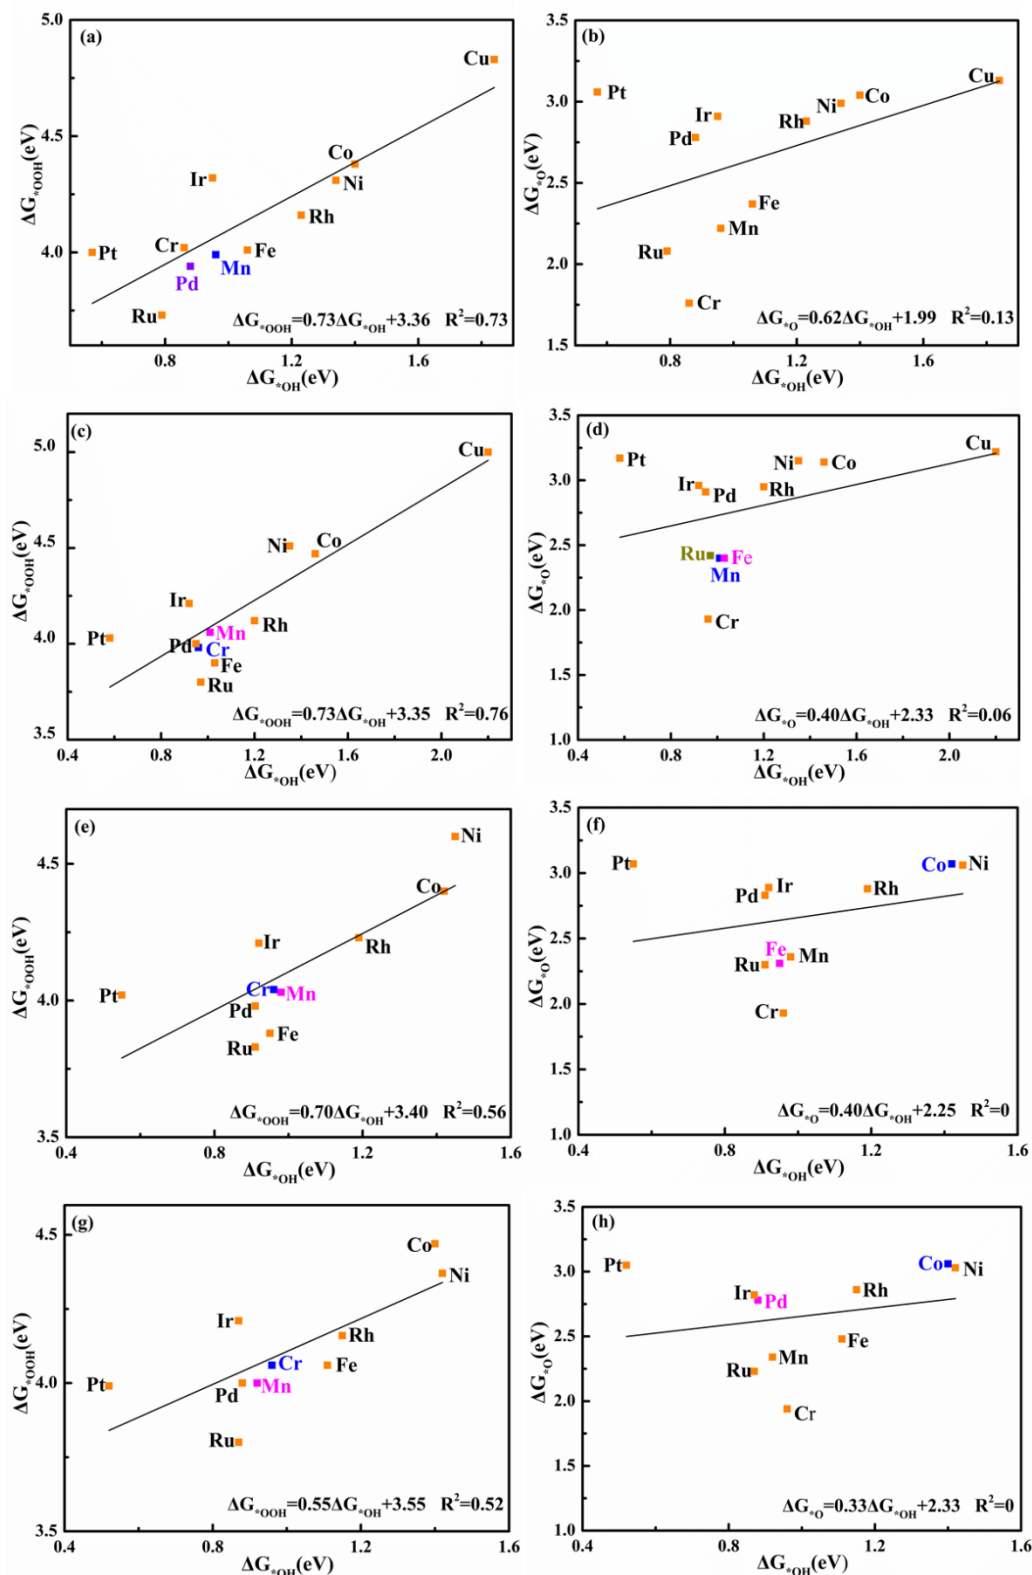 (a)
5.0
4.5
4.0
ΔG*OOH(eV)
Cu
Co
Ni
Ir
Rh
Pt
Cr
Fe
Mn
Pd
Ru
ΔG*OOH=0.73ΔG*OH+3.36 R²=0.73
0.8 1.2 1.6
ΔG*OH(eV)
(b)
3.5
3.0
2.5
2.0
1.5
ΔG*O(eV)
Pt
Cu
Ni
Co
Ir
Rh
Pd
Fe
Mn
Ru
Cr
ΔG*O=0.62ΔG*OH+1.99 R²=0.13
0.8 1.2 1.6
ΔG*OH(eV)
(c)
5.0
4.5
4.0
3.5
ΔG*OOH(eV)
Cu
Ni
Co
Ir
Pt
Rh
Mn
Pd
Cr
Fe
Ru
ΔG*OOH=0.73ΔG*OH+3.35 R²=0.76
0.4 0.8 1.2 1.6 2.0
ΔG*OH(eV)
(d)
3.5
3.0
2.5
2.0
1.5
1.0
ΔG*O(eV)
Pt
Ni
Co
Cu
Ir
Pd
Rh
Ru
Fe
Mn
Cr
ΔG*O=0.40ΔG*OH+2.33 R²=0.06
0.4 0.8 1.2 1.6 2.0
ΔG*OH(eV)
(e)
4.5
4.0
3.5
ΔG*OOH(eV)
Ni
Co
Ir
Rh
Pt
Cr
Mn
Pd
Fe
Ru
ΔG*OOH=0.70ΔG*OH+3.40 R²=0.56
0.4 0.8 1.2 1.6
ΔG*OH(eV)
(f)
3.5
3.0
2.5
2.0
1.5
1.0
ΔG*O(eV)
Pt
Co
Ni
Pd
Ir
Rh
Fe
Ru
Mn
Cr
ΔG*O=0.40ΔG*OH+2.25 R²=0
0.4 0.8 1.2 1.6
ΔG*OH(eV)
(g)
4.5
4.0
3.5
ΔG*OOH(eV)
Co
Ni
Ir
Rh
Cr
Fe
Pt
Pd
Mn
Ru
ΔG*OOH=0.55ΔG*OH+3.55 R²=0.52
0.4 0.8 1.2 1.6
ΔG*OH(eV)
(h)
3.5
3.0
2.5
2.0
1.5
1.0
ΔG*O(eV)
Pt
Co
Ni
Ir
Pd
Rh
Fe
Mn
Ru
Cr
ΔG*O=0.33ΔG*OH+2.33 R²=0
0.4 0.8 1.2 1.6
ΔG*OH(eV)